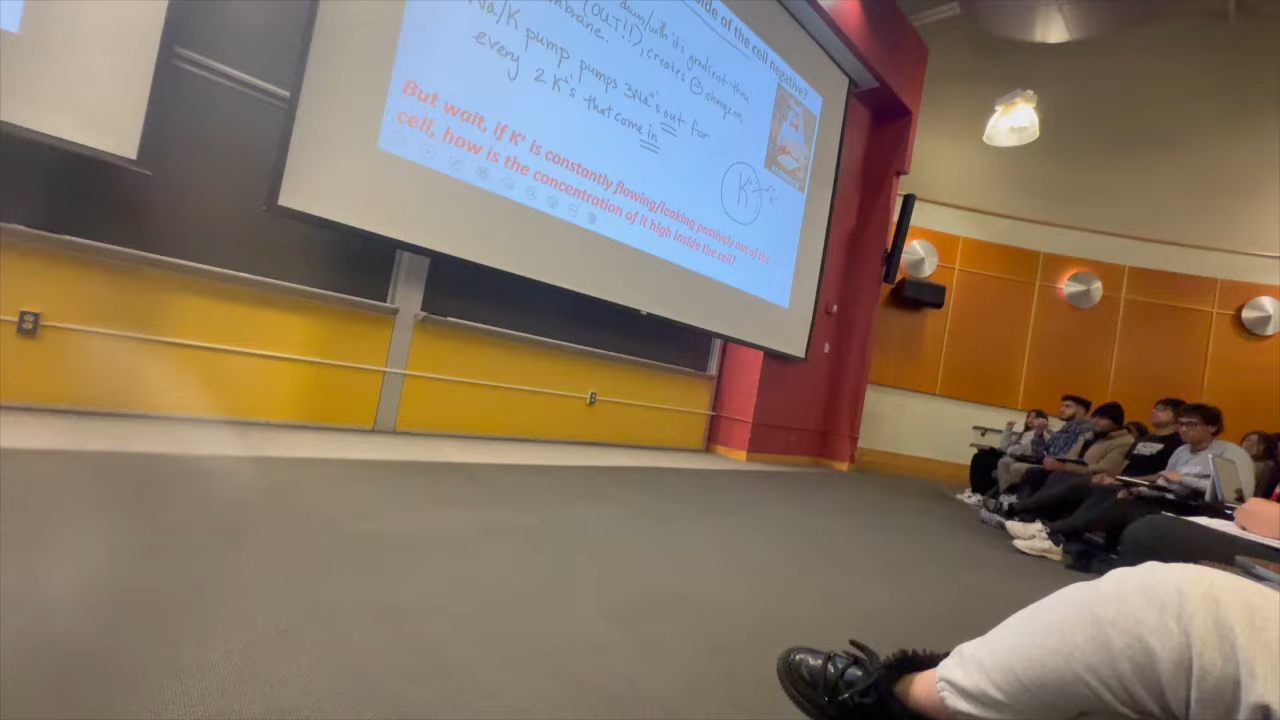 side of the cell negative?
down/with it's gradient thru
(OUT!!), creates ⊖ charge on
membrane.
Na/K pump pumps 3Na⁺'s out for
every 2 K⁺'s that come in
K⁺
But wait, if K⁺ is constantly flowing/leaking passively out of the
cell, how is the concentration of it high inside the cell?